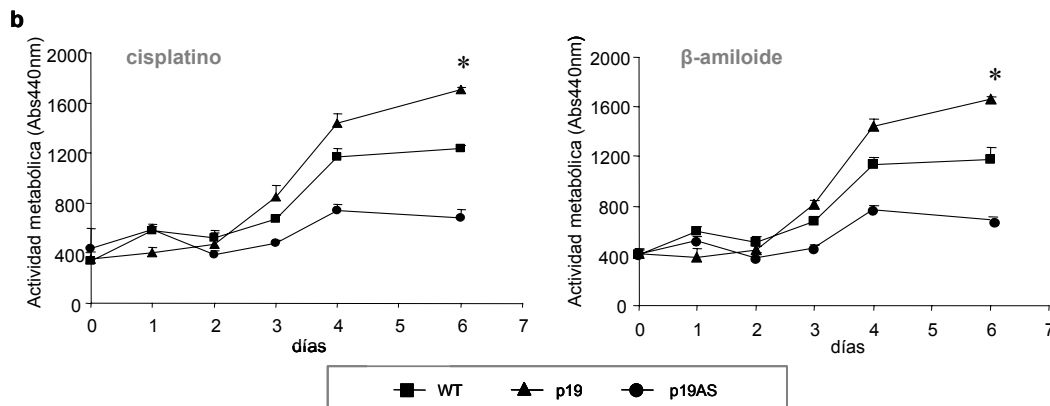 b
cisplatino
Actividad metabólica (Abs440nm)
2000
1600
1200
800
400
0
*
0 1 2 3 4 5 6 7
días
β-amiloide
Actividad metabólica (Abs440nm)
2000
1600
1200
800
400
0
*
0 1 2 3 4 5 6 7
días
WT p19 p19AS